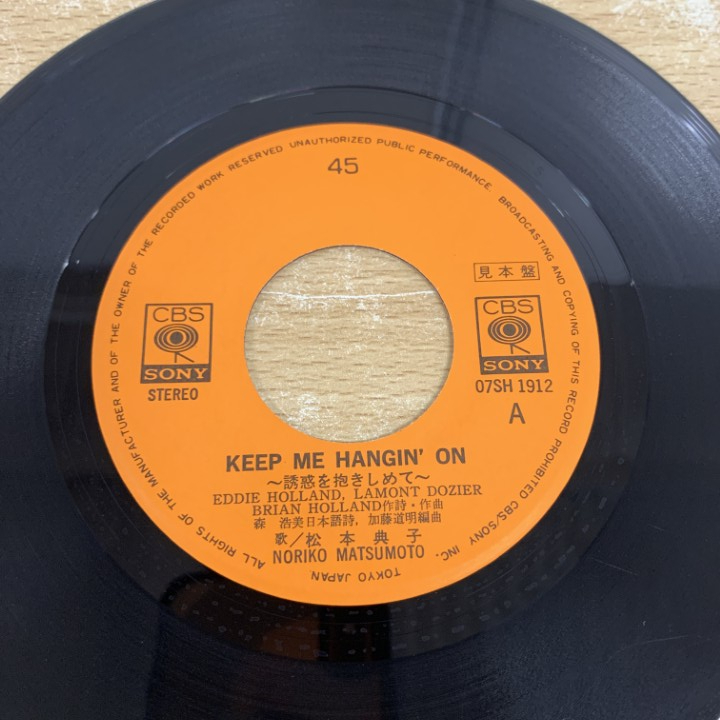 ALL RIGHTS OF THE MANUFACTURER AND OF THE OWNER OF THE RECORDED WORK RESERVED UNAUTHORIZED PUBLIC PERFORMANCE. BROADCASTING AND COPYING OF THIS RECORD PROHIBITED CBS/SONY INC.
45
見本盤
CBS
SONY
STEREO
CBS
SONY
07SH 1912
A
KEEP ME HANGIN' ON
～誘惑を抱きしめて～
EDDIE HOLLAND, LAMONT DOZIER
BRIAN HOLLAND作詩・作曲
森 浩美日本語詩, 加藤道明編曲
歌／松本典子
NORIKO MATSUMOTO
TOKYO JAPAN